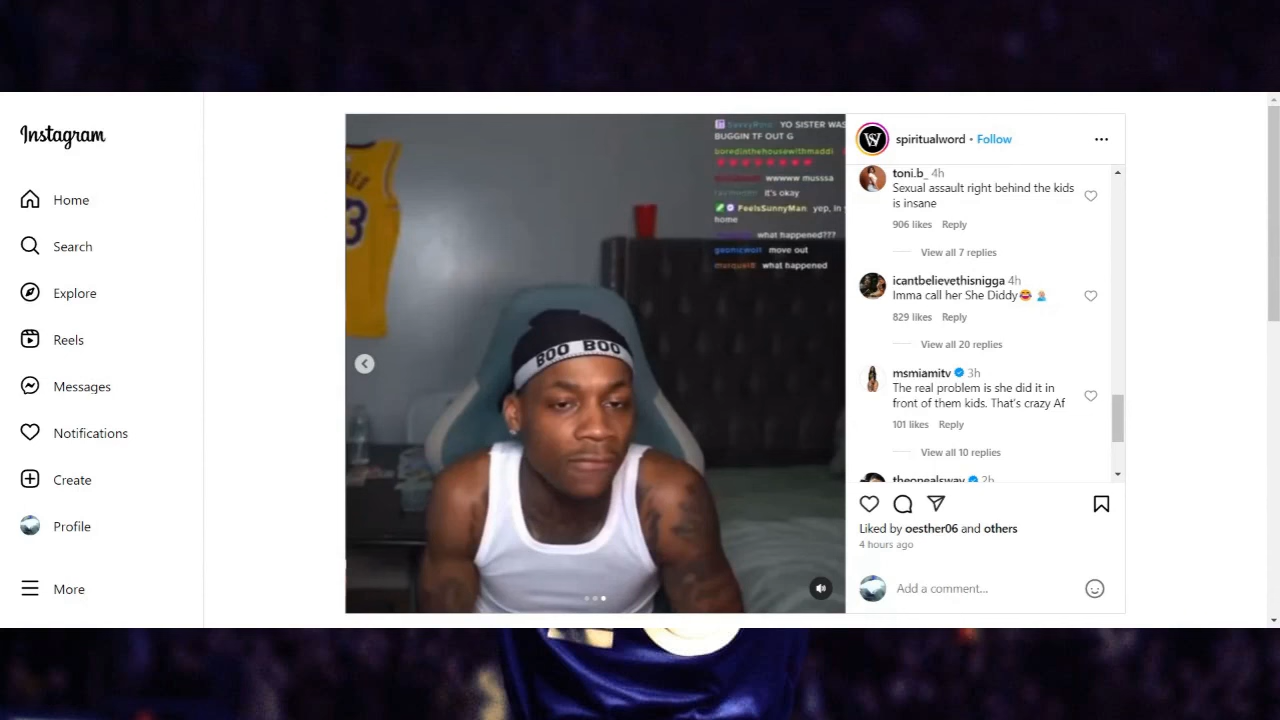 Instagram
Home
Search
Explore
Reels
Messages
Notifications
Create
Profile
More
YO SISTER WAS
BUGGIN TF OUT G
boredinthehousewithmaddi
wwwww musssa
it's okay
PeelsSunnyMan yep, in
home
what happened???
move out
what happened
BOO BOO
3
spiritualword • Follow
toni.b_ 4h
Sexual assault right behind the kids
is insane
906 likes Reply
View all 7 replies
icantbelievethisnigga 4h
Imma call her She Diddy😂🤦🏼
829 likes Reply
View all 20 replies
msmiamitv 3h
The real problem is she did it in
front of them kids. That's crazy Af
101 likes Reply
View all 10 replies
theonealsway 2h
Liked by oesther06 and others
4 hours ago
Add a comment...